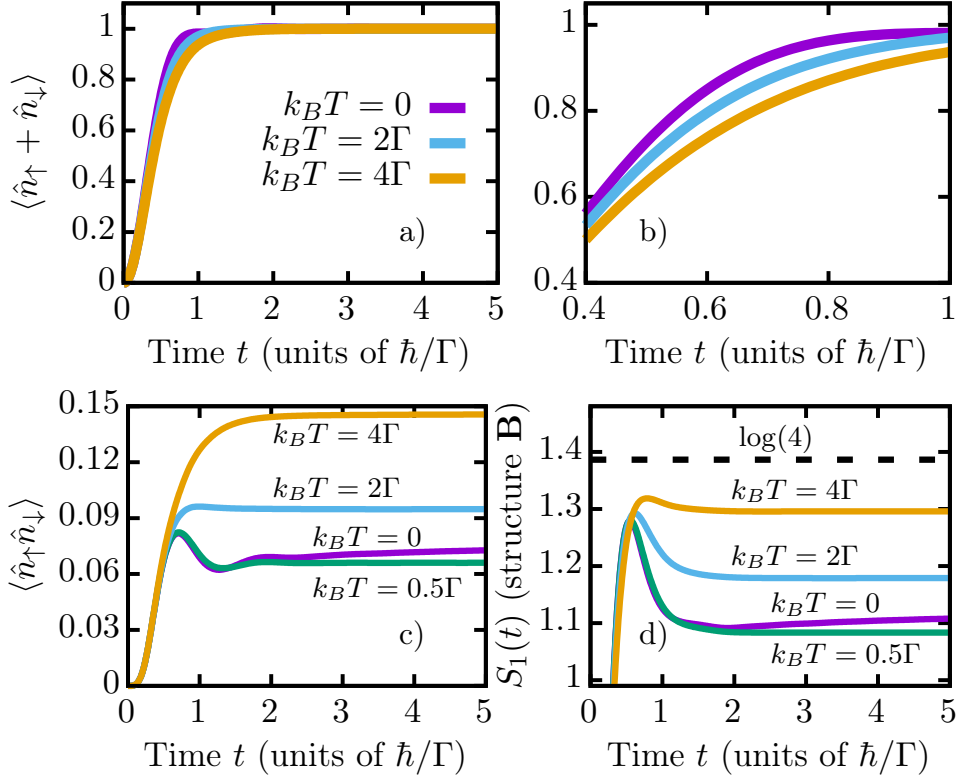 ⟨n̂↑ + n̂↓⟩
1
0.8
0.6
0.4
0.2
0
k_BT = 0
k_BT = 2Γ
k_BT = 4Γ
a)
0 1 2 3 4 5
Time t (units of ħ/Γ)
1
0.8
0.6
0.4
b)
0.4 0.6 0.8 1
Time t (units of ħ/Γ)
⟨n̂↑n̂↓⟩
0.15
0.12
0.09
0.06
0.03
0
k_BT = 4Γ
k_BT = 2Γ
k_BT = 0
k_BT = 0.5Γ
c)
0 1 2 3 4 5
Time t (units of ħ/Γ)
S₁(t) (structure B)
1.4
1.3
1.2
1.1
1
log(4)
k_BT = 4Γ
k_BT = 2Γ
k_BT = 0
k_BT = 0.5Γ
d)
0 1 2 3 4 5
Time t (units of ħ/Γ)